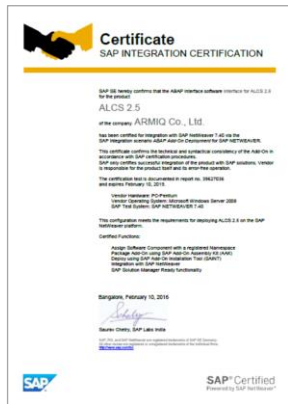 Certificate
SAP INTEGRATION CERTIFICATION
SAP SE hereby confirms that the ABAP interface software interface for ALCS 2.5
for the product
ALCS 2.5
of the company ARMIQ Co., Ltd.
has been certified for integration with SAP NetWeaver 7.40 via the
SAP integration scenario ABAP Add-On Deployment for SAP NETWEAVER.
This certificate confirms the technical and syntactical consistency of the Add-On in
accordance with SAP certification procedures.
SAP only certifies successful integration of the product with SAP solutions. Vendor
is responsible for the product itself and its error-free operation.
The certification test is documented in report no.
and expires February 10,
Vendor Hardware: PC-Pentium
Vendor Operating System: Microsoft Windows Server 2008
SAP Test System: SAP NETWEAVER 7.40
This configuration meets the requirements for deploying ALCS 2.5 on the SAP
NetWeaver platform.
Certified Functions:
Assign Software Component with a registered Namespace
Package Add-On using SAP Add-On Assembly Kit (AAK)
Deploy using SAP Add-On Installation Tool (SAINT)
Integration with SAP NetWeaver
SAP Solution Manager Ready functionality
Bangalore, February 10, 2016
Saurav Chetry, SAP Labs India
SAP
SAP® Certified
Powered by SAP NetWeaver®